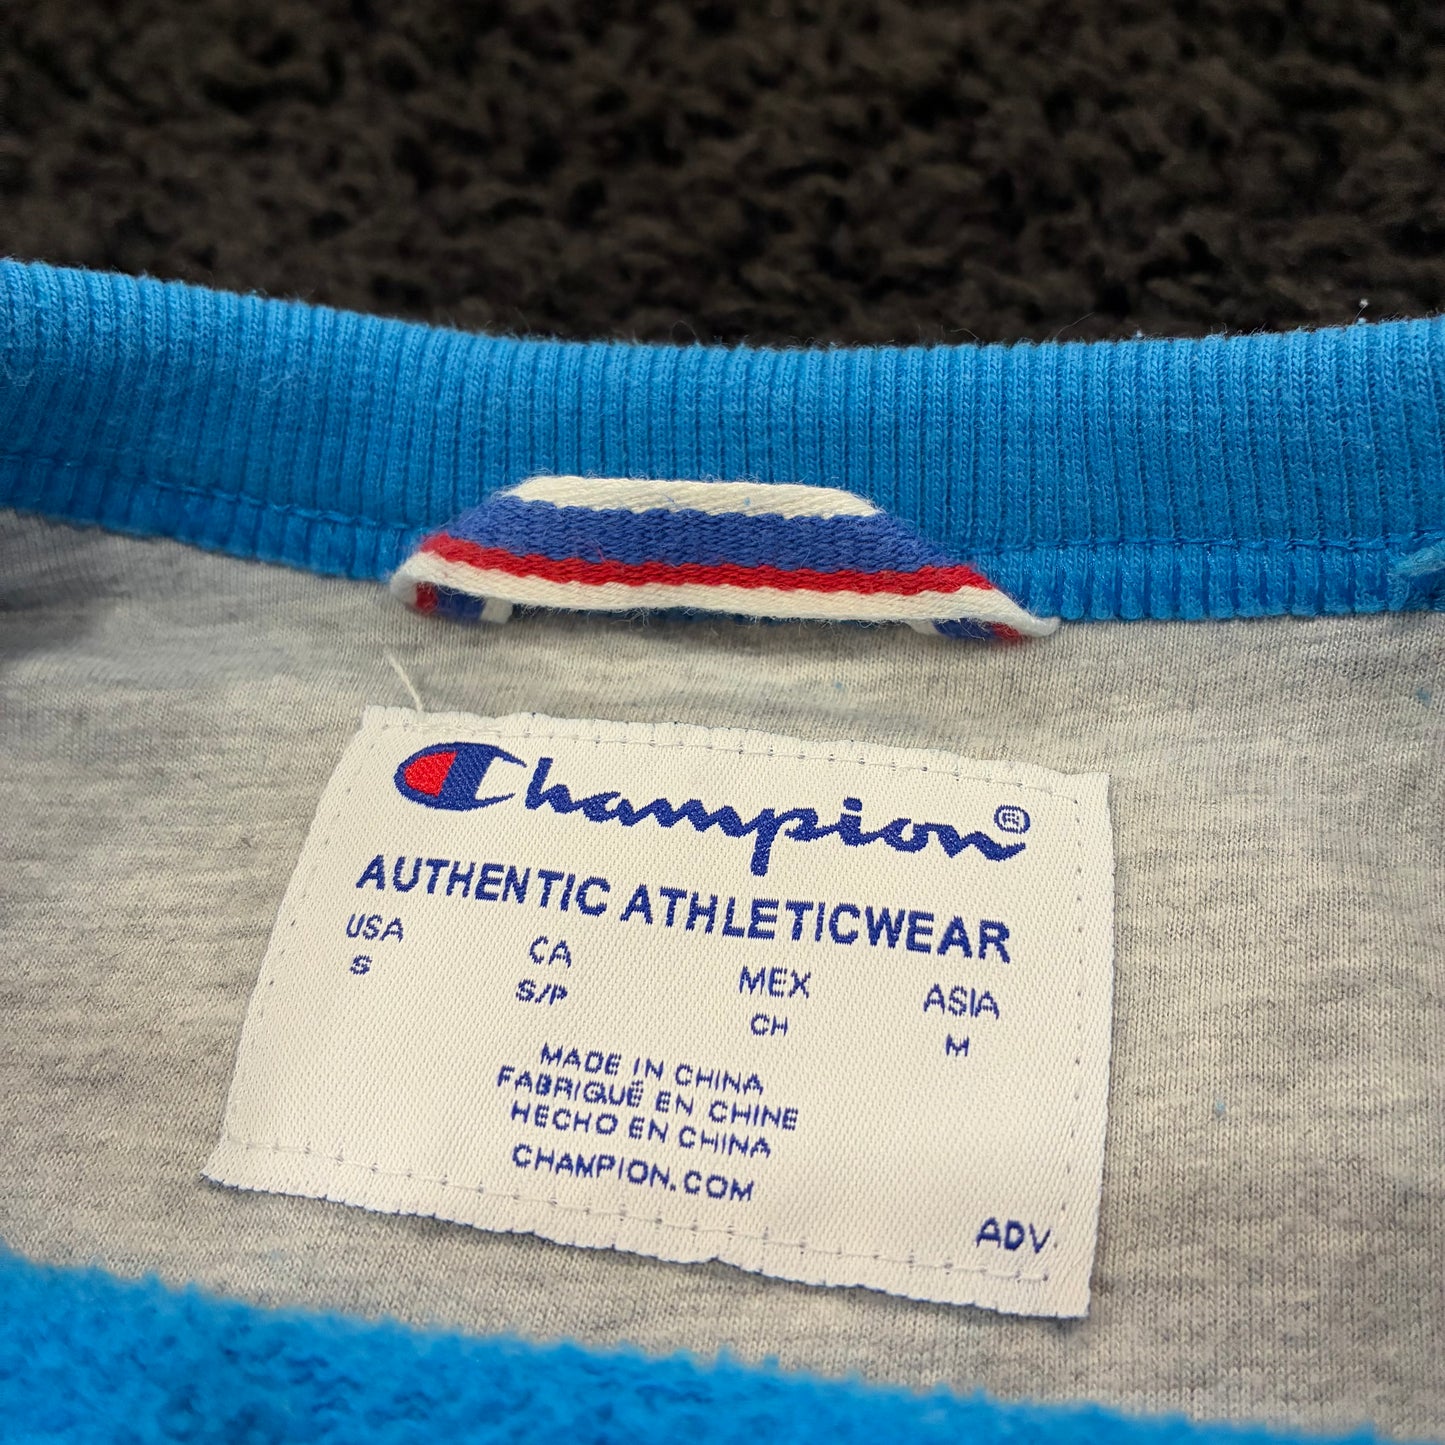 Champion®
AUTHENTIC ATHLETICWEAR
USA CA MEX ASIA
S S/P CH M
MADE IN CHINA
FABRIQUÉ EN CHINE
HECHO EN CHINA
CHAMPION.COM
ADV